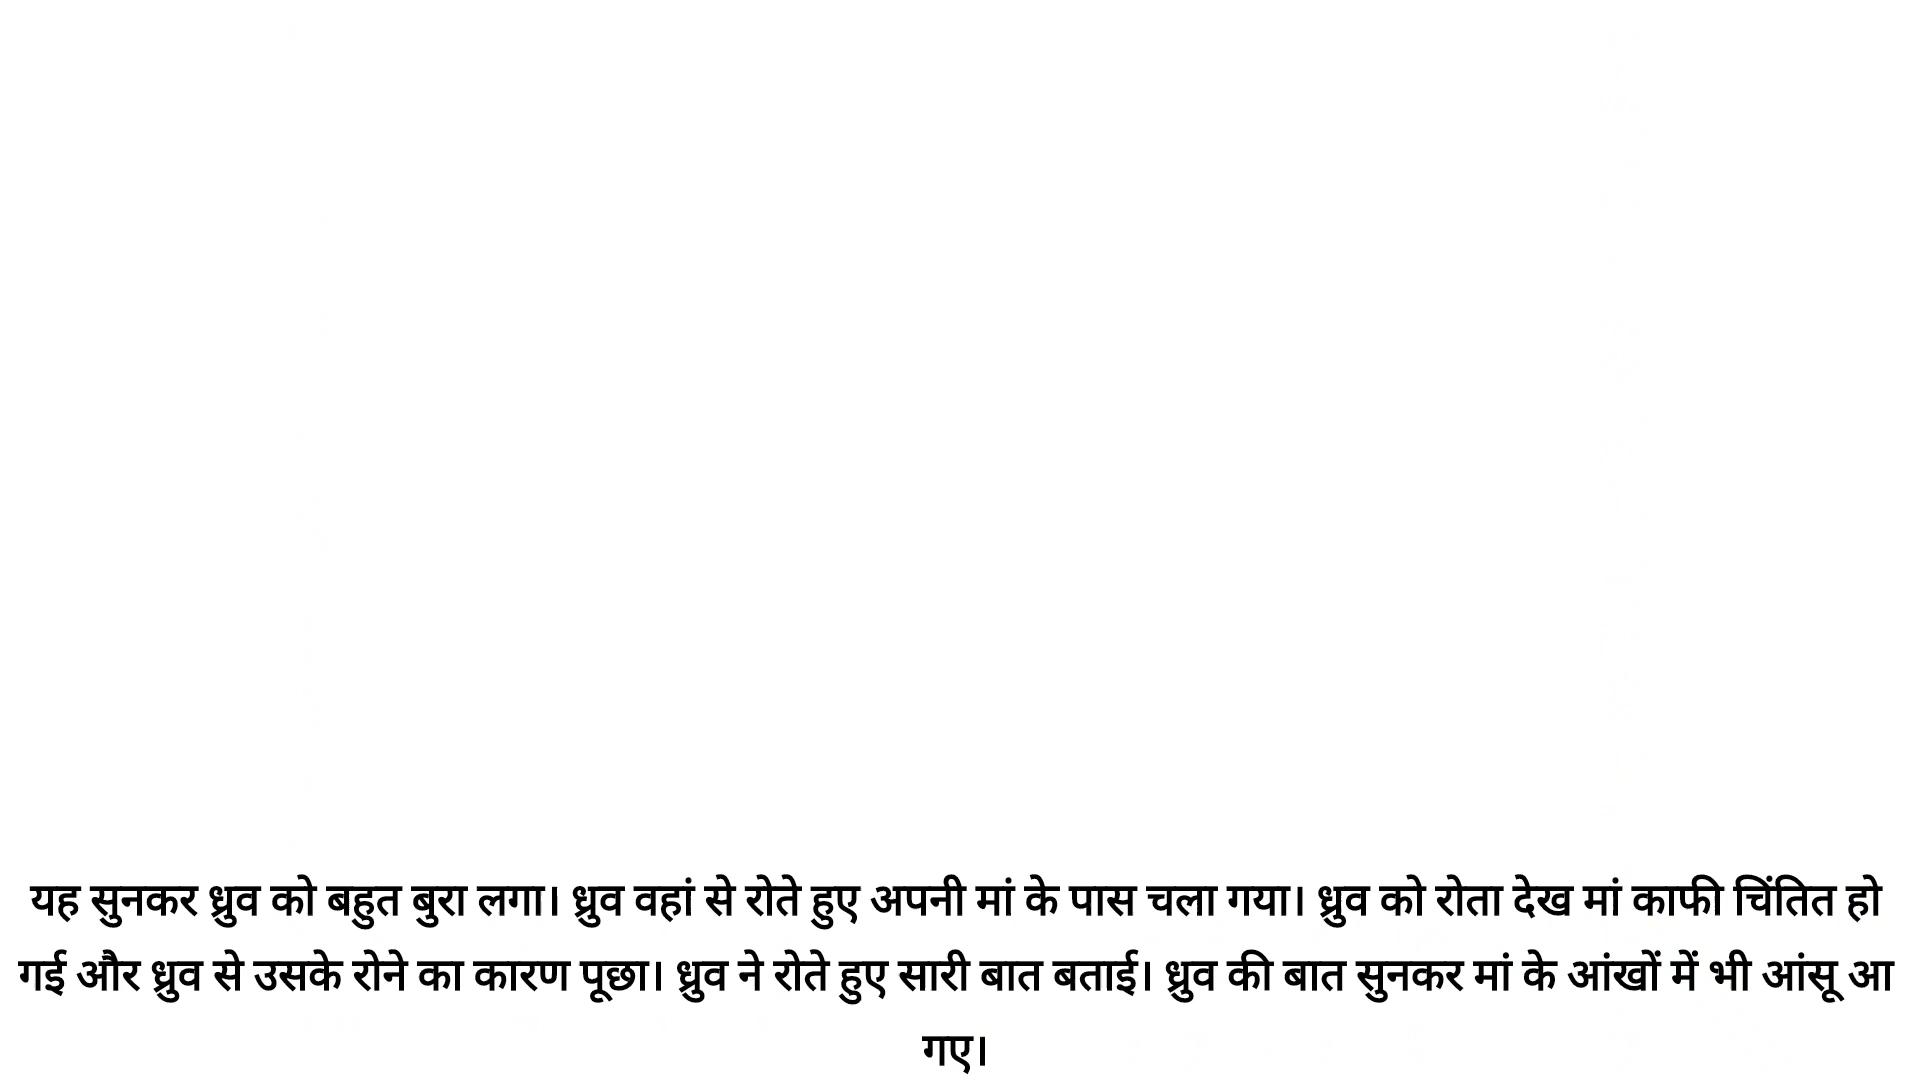 यह सुनकर ध्रुव को बहुत बुरा लगा। ध्रुव वहां से रोते हुए अपनी मां के पास चला गया। ध्रुव को रोता देख मां काफी चिंतित हो
गई और ध्रुव से उसके रोने का कारण पूछा। ध्रुव ने रोते हुए सारी बात बताई। ध्रुव की बात सुनकर मां के आंखों में भी आंसू आ
गए।